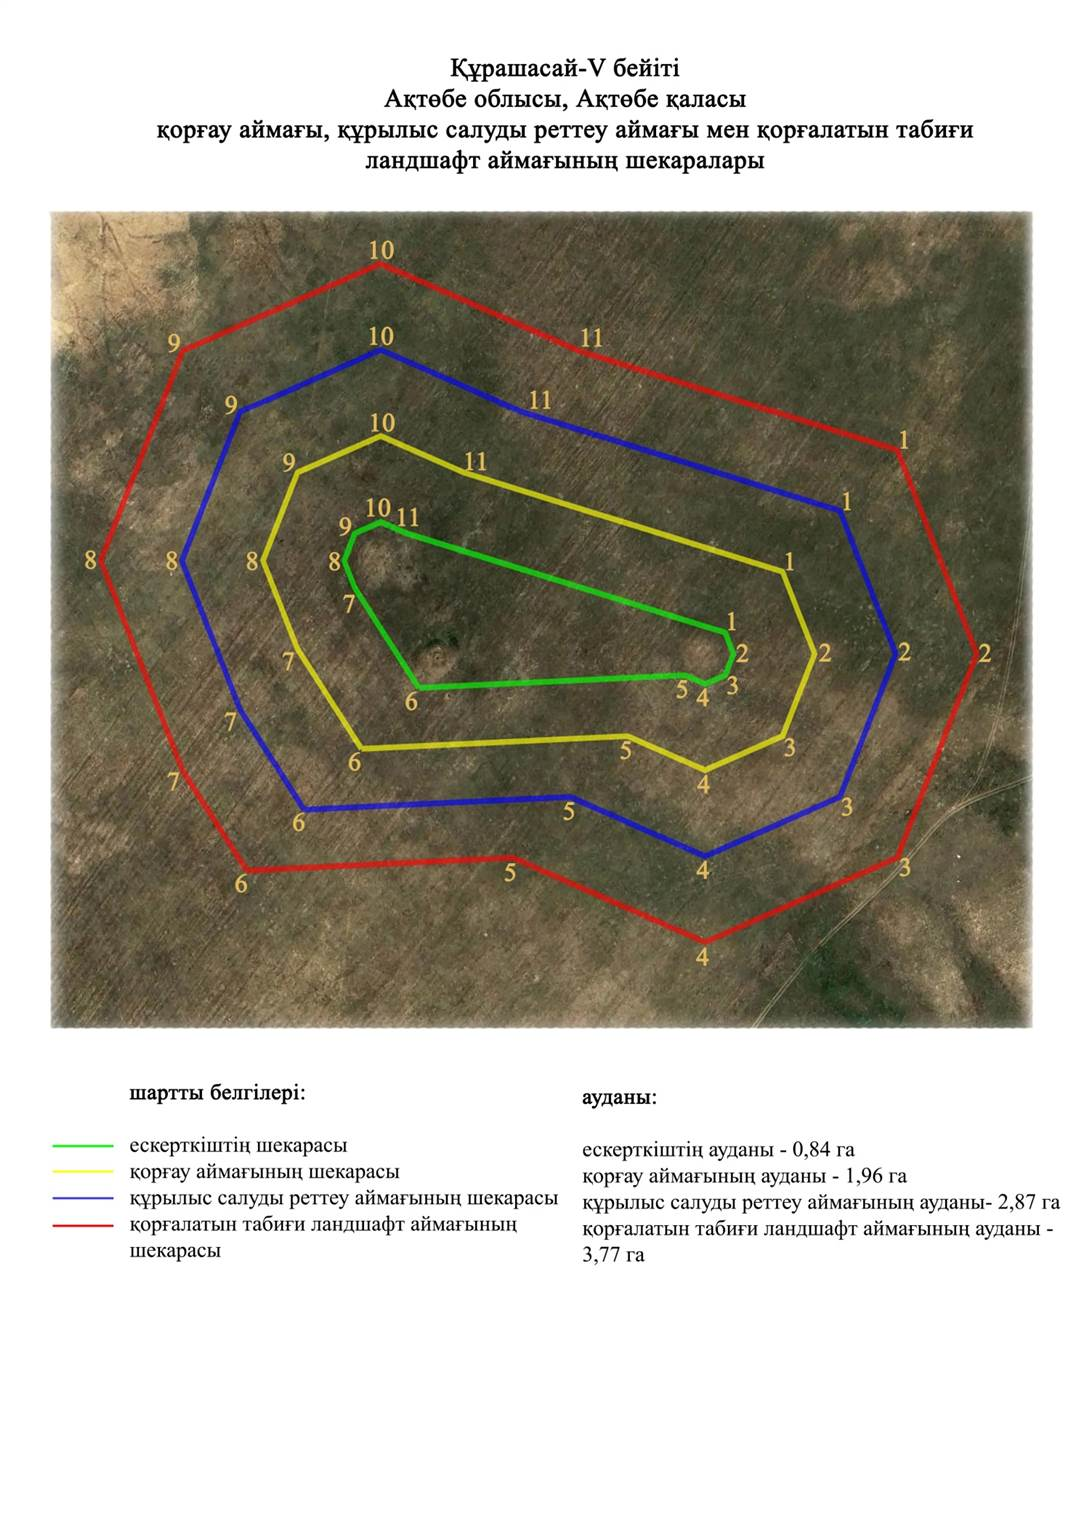 Құрашасай-V бейіті
Ақтөбе облысы, Ақтөбе қаласы
қорғау аймағы, құрылыс салуды реттеу аймағы мен қорғалатын табиғи
ландшафт аймағының шекаралары
10
9
11
10
9
11
1
10
9
11
1
10
11
9
8
8
8
8
1
7
1
2
2
2
2
7
6
5
4
3
7
6
5
3
7
4
6
5
3
4
6
5
3
4
шартты белгілері:
ескерткіштің шекарасы
қорғау аймағының шекарасы
құрылыс салуды реттеу аймағының шекарасы
қорғалатын табиғи ландшафт аймағының
шекарасы
ауданы:
ескерткіштің ауданы - 0,84 га
қорғау аймағының ауданы - 1,96 га
құрылыс салуды реттеу аймағының ауданы- 2,87 га
қорғалатын табиғи ландшафт аймағының ауданы -
3,77 га